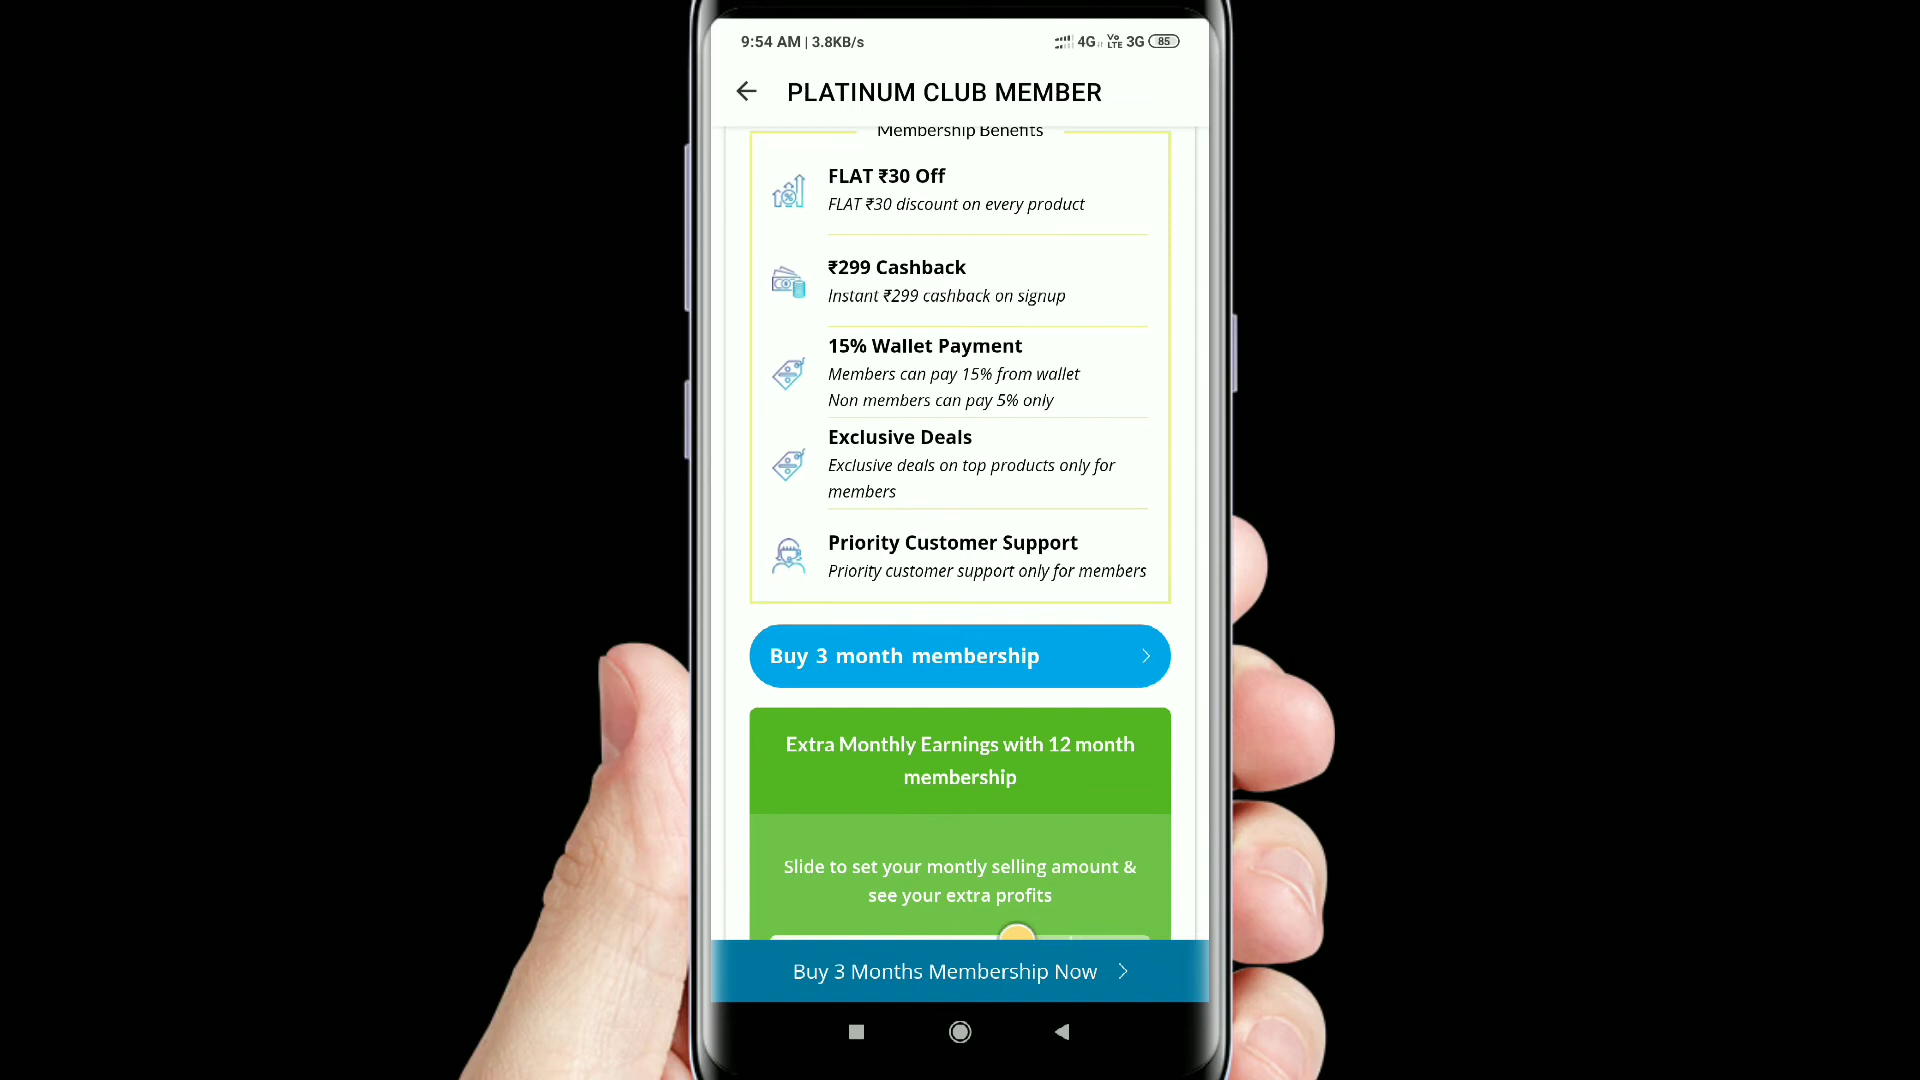 9:54 AM | 3.8KB/s 4G Vo LTE 3G 85
PLATINUM CLUB MEMBER
Membership Benefits
FLAT ₹30 Off
FLAT ₹30 discount on every product
₹299 Cashback
Instant ₹299 cashback on signup
15% Wallet Payment
Members can pay 15% from wallet
Non members can pay 5% only
Exclusive Deals
Exclusive deals on top products only for
members
Priority Customer Support
Priority customer support only for members
Buy 3 month membership
Extra Monthly Earnings with 12 month
membership
Slide to set your montly selling amount &
see your extra profits
Buy 3 Months Membership Now